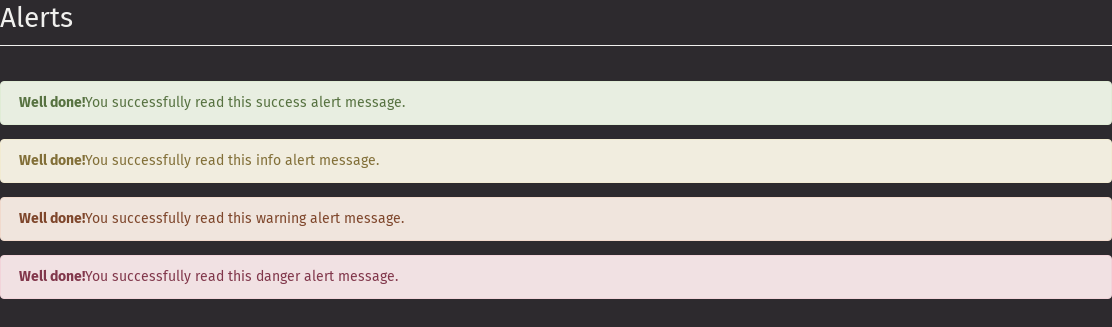 Alerts
Well done!You successfully read this success alert message.
Well done!You successfully read this info alert message.
Well done!You successfully read this warning alert message.
Well done!You successfully read this danger alert message.